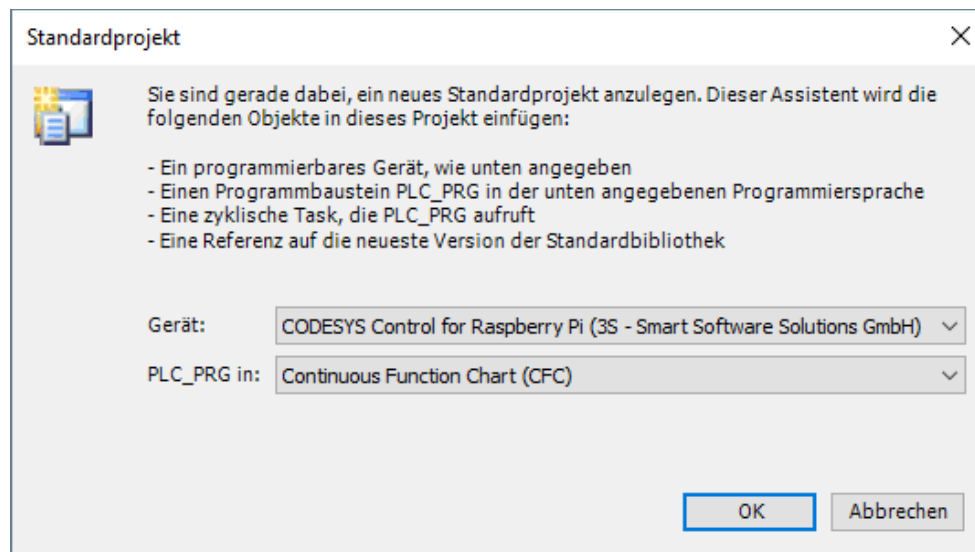 Standardprojekt
Sie sind gerade dabei, ein neues Standardprojekt anzulegen. Dieser Assistent wird die
folgenden Objekte in dieses Projekt einfügen:
- Ein programmierbares Gerät, wie unten angegeben
- Einen Programmbaustein PLC_PRG in der unten angegebenen Programmiersprache
- Eine zyklische Task, die PLC_PRG aufruft
- Eine Referenz auf die neueste Version der Standardbibliothek
Gerät: CODESYS Control for Raspberry Pi (3S - Smart Software Solutions GmbH)
PLC_PRG in: Continuous Function Chart (CFC)
OK Abbrechen